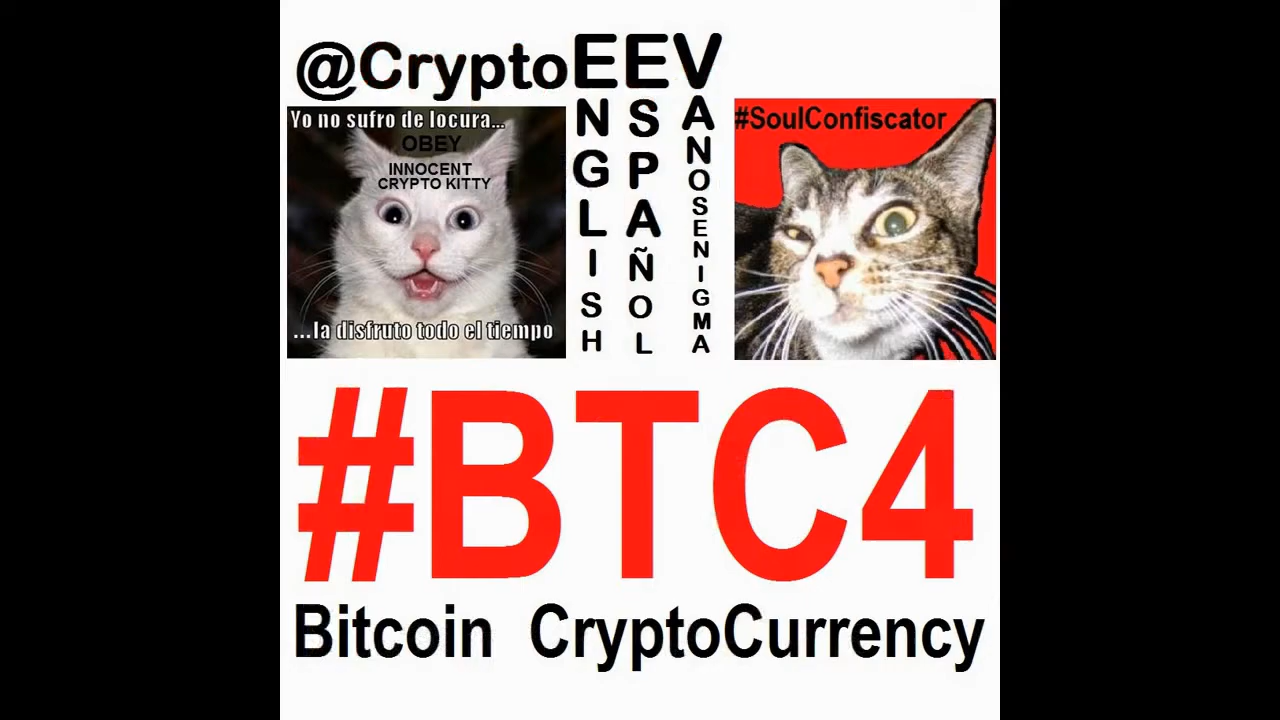 @CryptoEEV
ENGLISH
ESPAÑOL
VANOSENIGMA
Yo no sufro de locura...
OBEY
INNOCENT
CRYPTO KITTY
...la disfruto todo el tiempo
#SoulConfiscator
#BTC4
Bitcoin CryptoCurrency